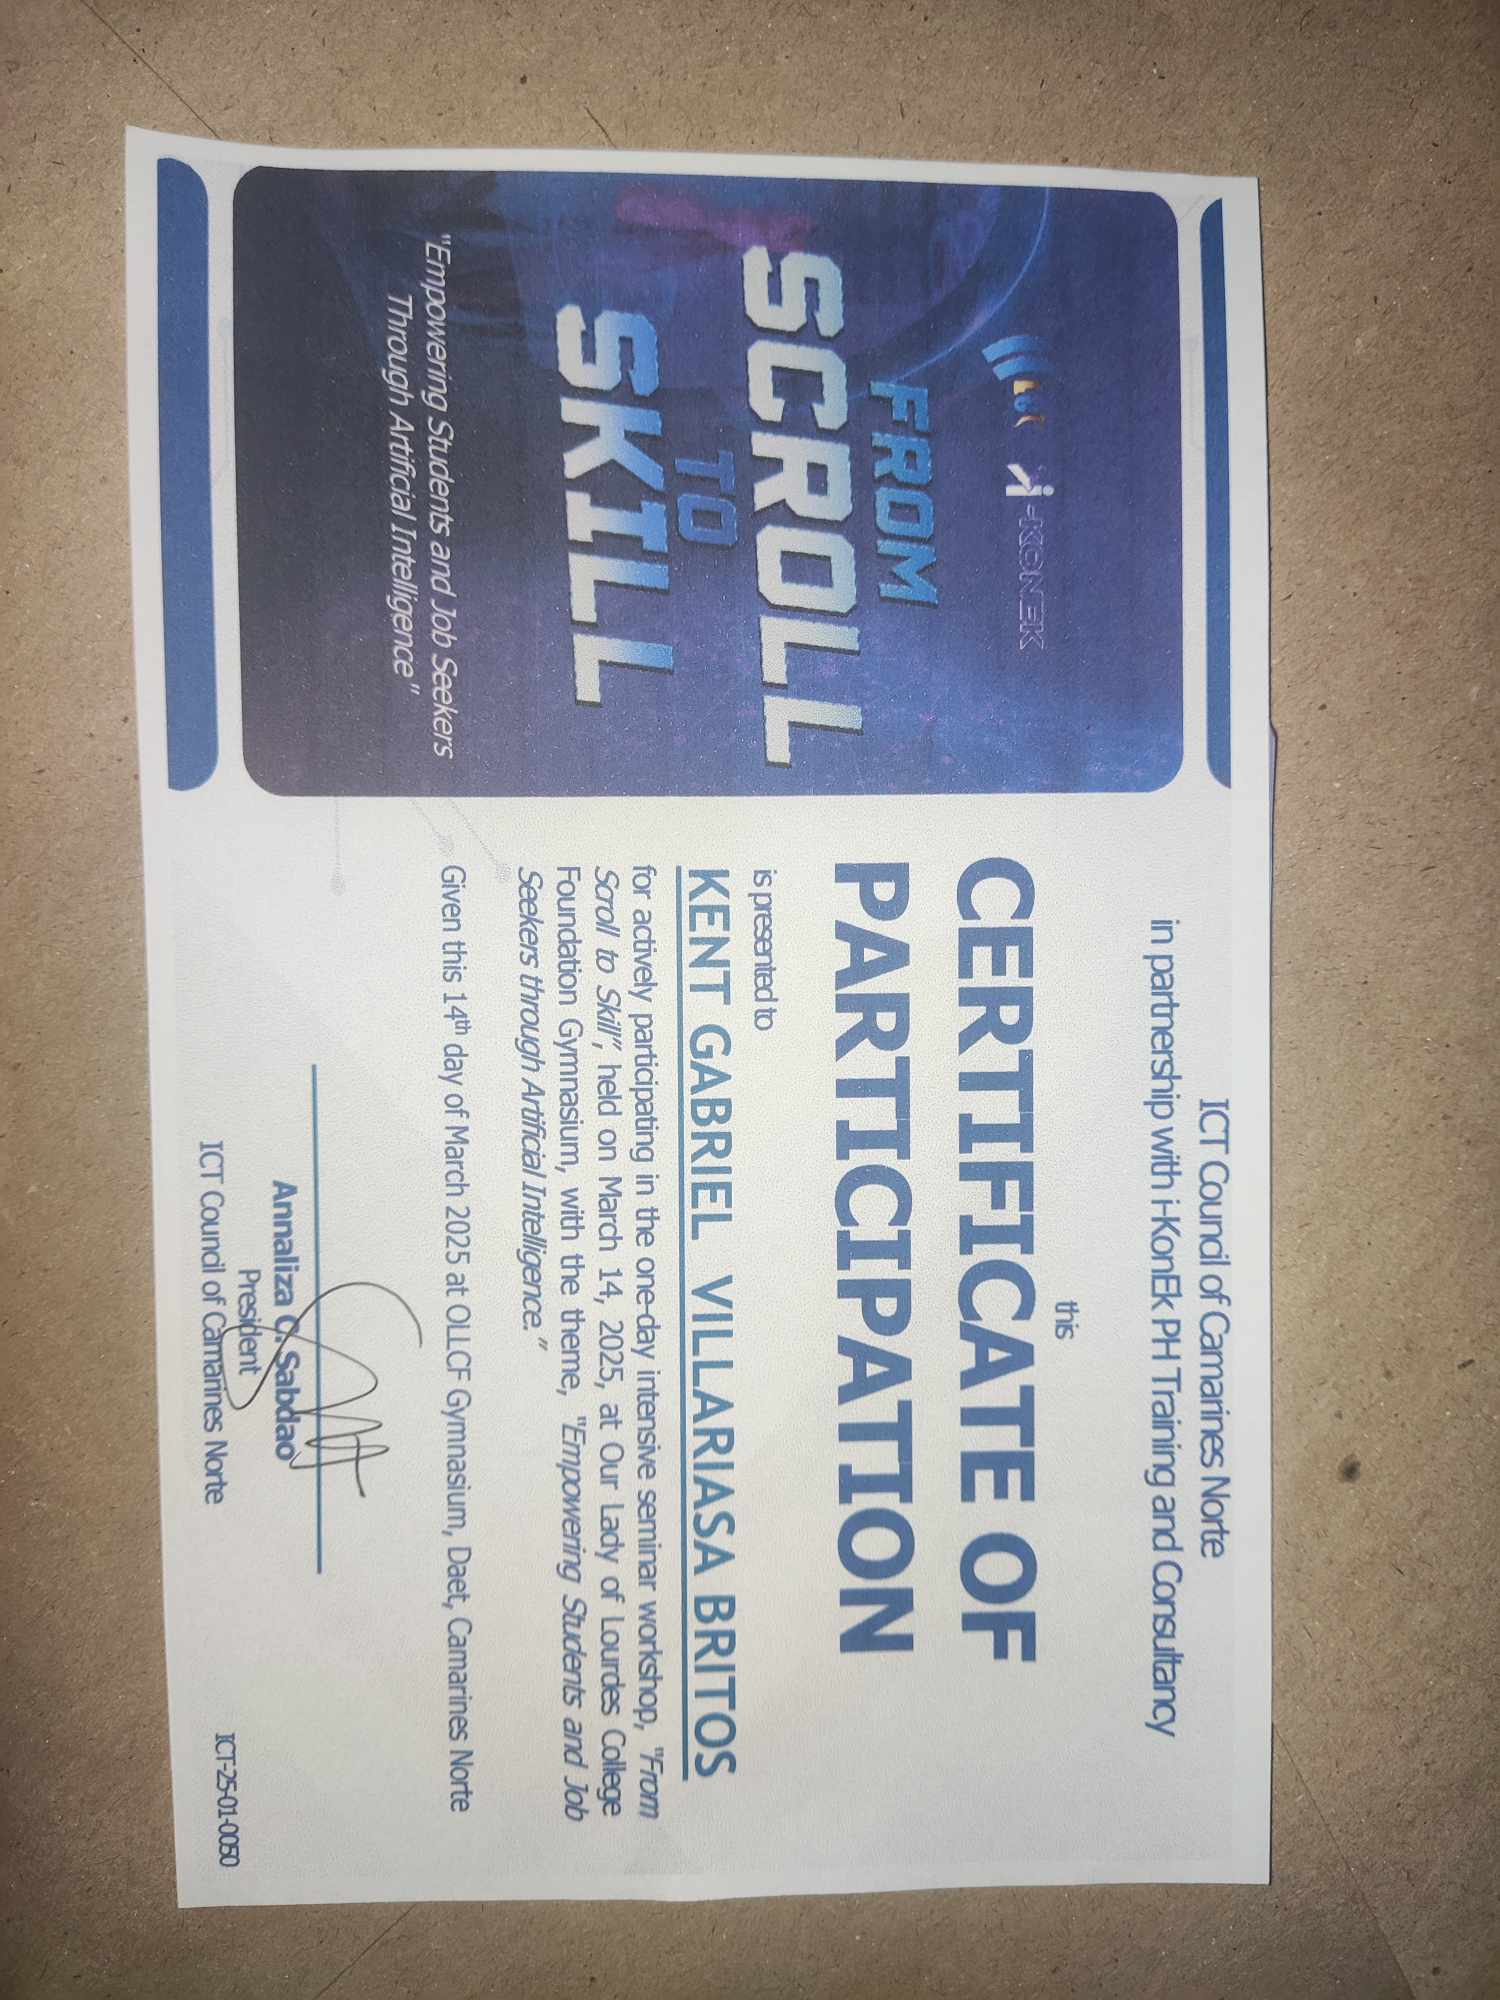 i-KONEK
FROM
SCROLL
TO
SKILL
"Empowering Students and Job Seekers
Through Artificial Intelligence"
ICT Council of Camarines Norte
in partnership with i-KonEk PH Training and Consultancy
this
CERTIFICATE OF
PARTICIPATION
is presented to
KENT GABRIEL VILLARIASA BRITOS
for actively participating in the one-day intensive seminar workshop, "From
Scroll to Skill", held on March 14, 2025, at Our Lady of Lourdes College
Foundation Gymnasium, with the theme, "Empowering Students and Job
Seekers through Artificial Intelligence."
Given this 14th day of March 2025 at OLLCF Gymnasium, Daet, Camarines Norte
Annaliza C. Sabdao
President
ICT Council of Camarines Norte
ICT-25-01-0050